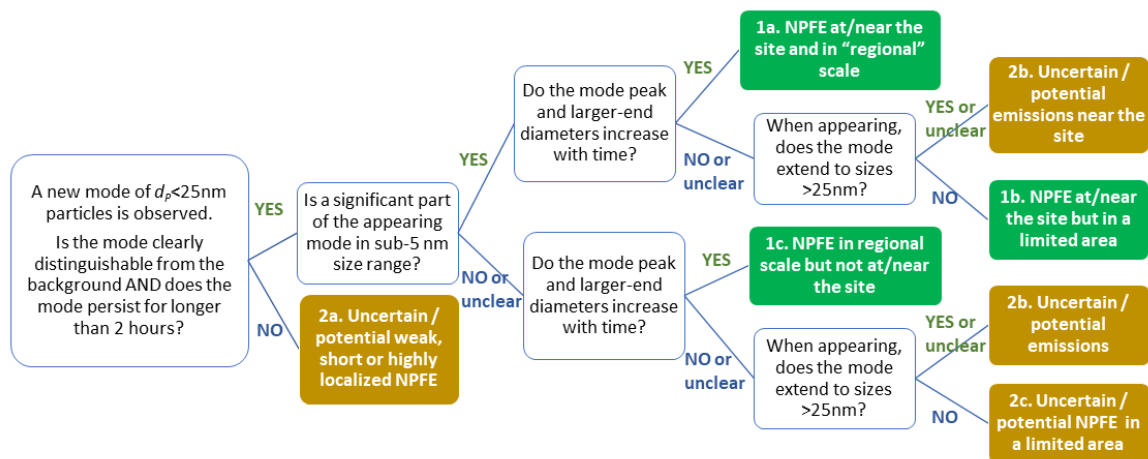 A new mode of dp<25nm
particles is observed.
Is the mode clearly
distinguishable from the
background AND does the
mode persist for longer
than 2 hours?
YES
NO
Is a significant part
of the appearing
mode in sub-5 nm
size range?
2a. Uncertain /
potential weak,
short or highly
localized NPFE
YES
NO or
unclear
Do the mode peak
and larger-end
diameters increase
with time?
YES
NO or
unclear
1a. NPFE at/near the
site and in “regional”
scale
When appearing,
does the mode
extend to sizes
>25nm?
YES or
unclear
NO
2b. Uncertain /
potential
emissions near the
site
1b. NPFE at/near
the site but in a
limited area
Do the mode peak
and larger-end
diameters increase
with time?
YES
NO or
unclear
1c. NPFE in regional
scale but not at/near
the site
When appearing,
does the mode
extend to sizes
>25nm?
YES or
unclear
NO
2b. Uncertain /
potential
emissions
2c. Uncertain /
potential NPFE in
a limited area